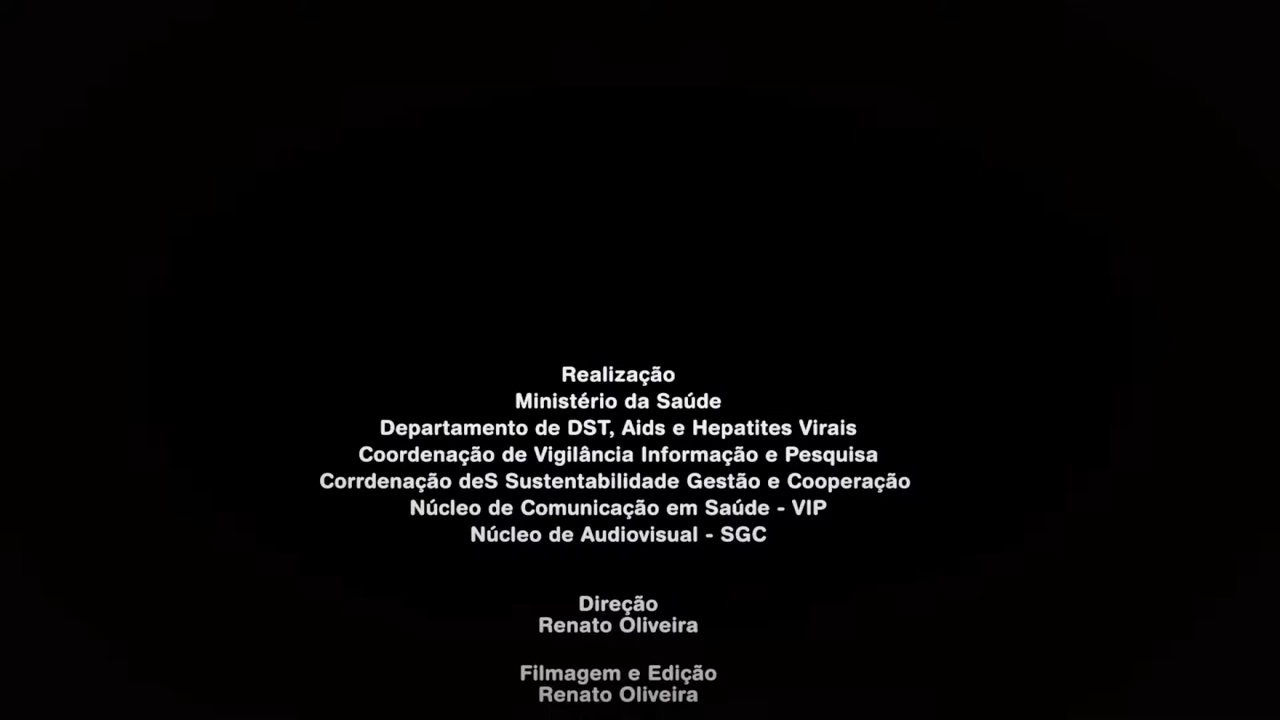 Realização
Ministério da Saúde
Departamento de DST, Aids e Hepatites Virais
Coordenação de Vigilância Informação e Pesquisa
Corrdenação deS Sustentabilidade Gestão e Cooperação
Núcleo de Comunicação em Saúde - VIP
Núcleo de Audiovisual - SGC
Direção
Renato Oliveira
Filmagem e Edição
Renato Oliveira